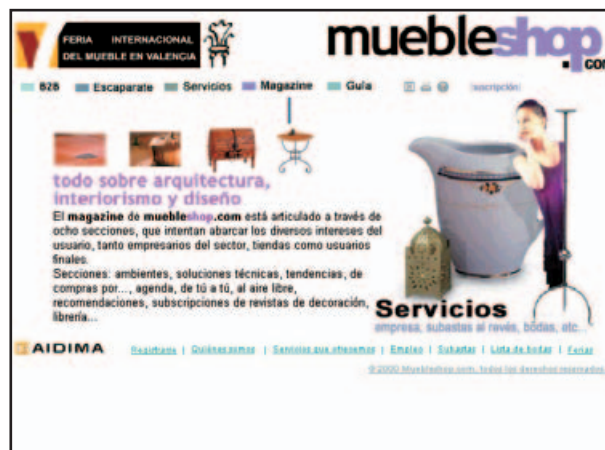 FERIA INTERNACIONAL
DEL MUEBLE EN VALENCIA
muebleshop
.com
B2B Escaparate Servicios Magazine Guía suscripción
todo sobre arquitectura,
interiorismo y diseño
El magazine de muebleshop.com está articulado a través de
ocho secciones, que intentan abarcar los diversos intereses del
usuario, tanto empresarios del sector, tiendas como usuarios
finales.
Secciones: ambientes, soluciones técnicas, tendencias, de
compras por..., agenda, de tú a tú, al aire libre,
recomendaciones, subscripciones de revistas de decoración,
librería...
Servicios
empresa, subastas al revés, bodas, etc...
AIDIMA
Regístrate | Quiénes somos | Servicios que ofrecemos | Empleo | Subastas | Lista de bodas | Ferias
© 2000 Muebleshop.com, todos los derechos reservados